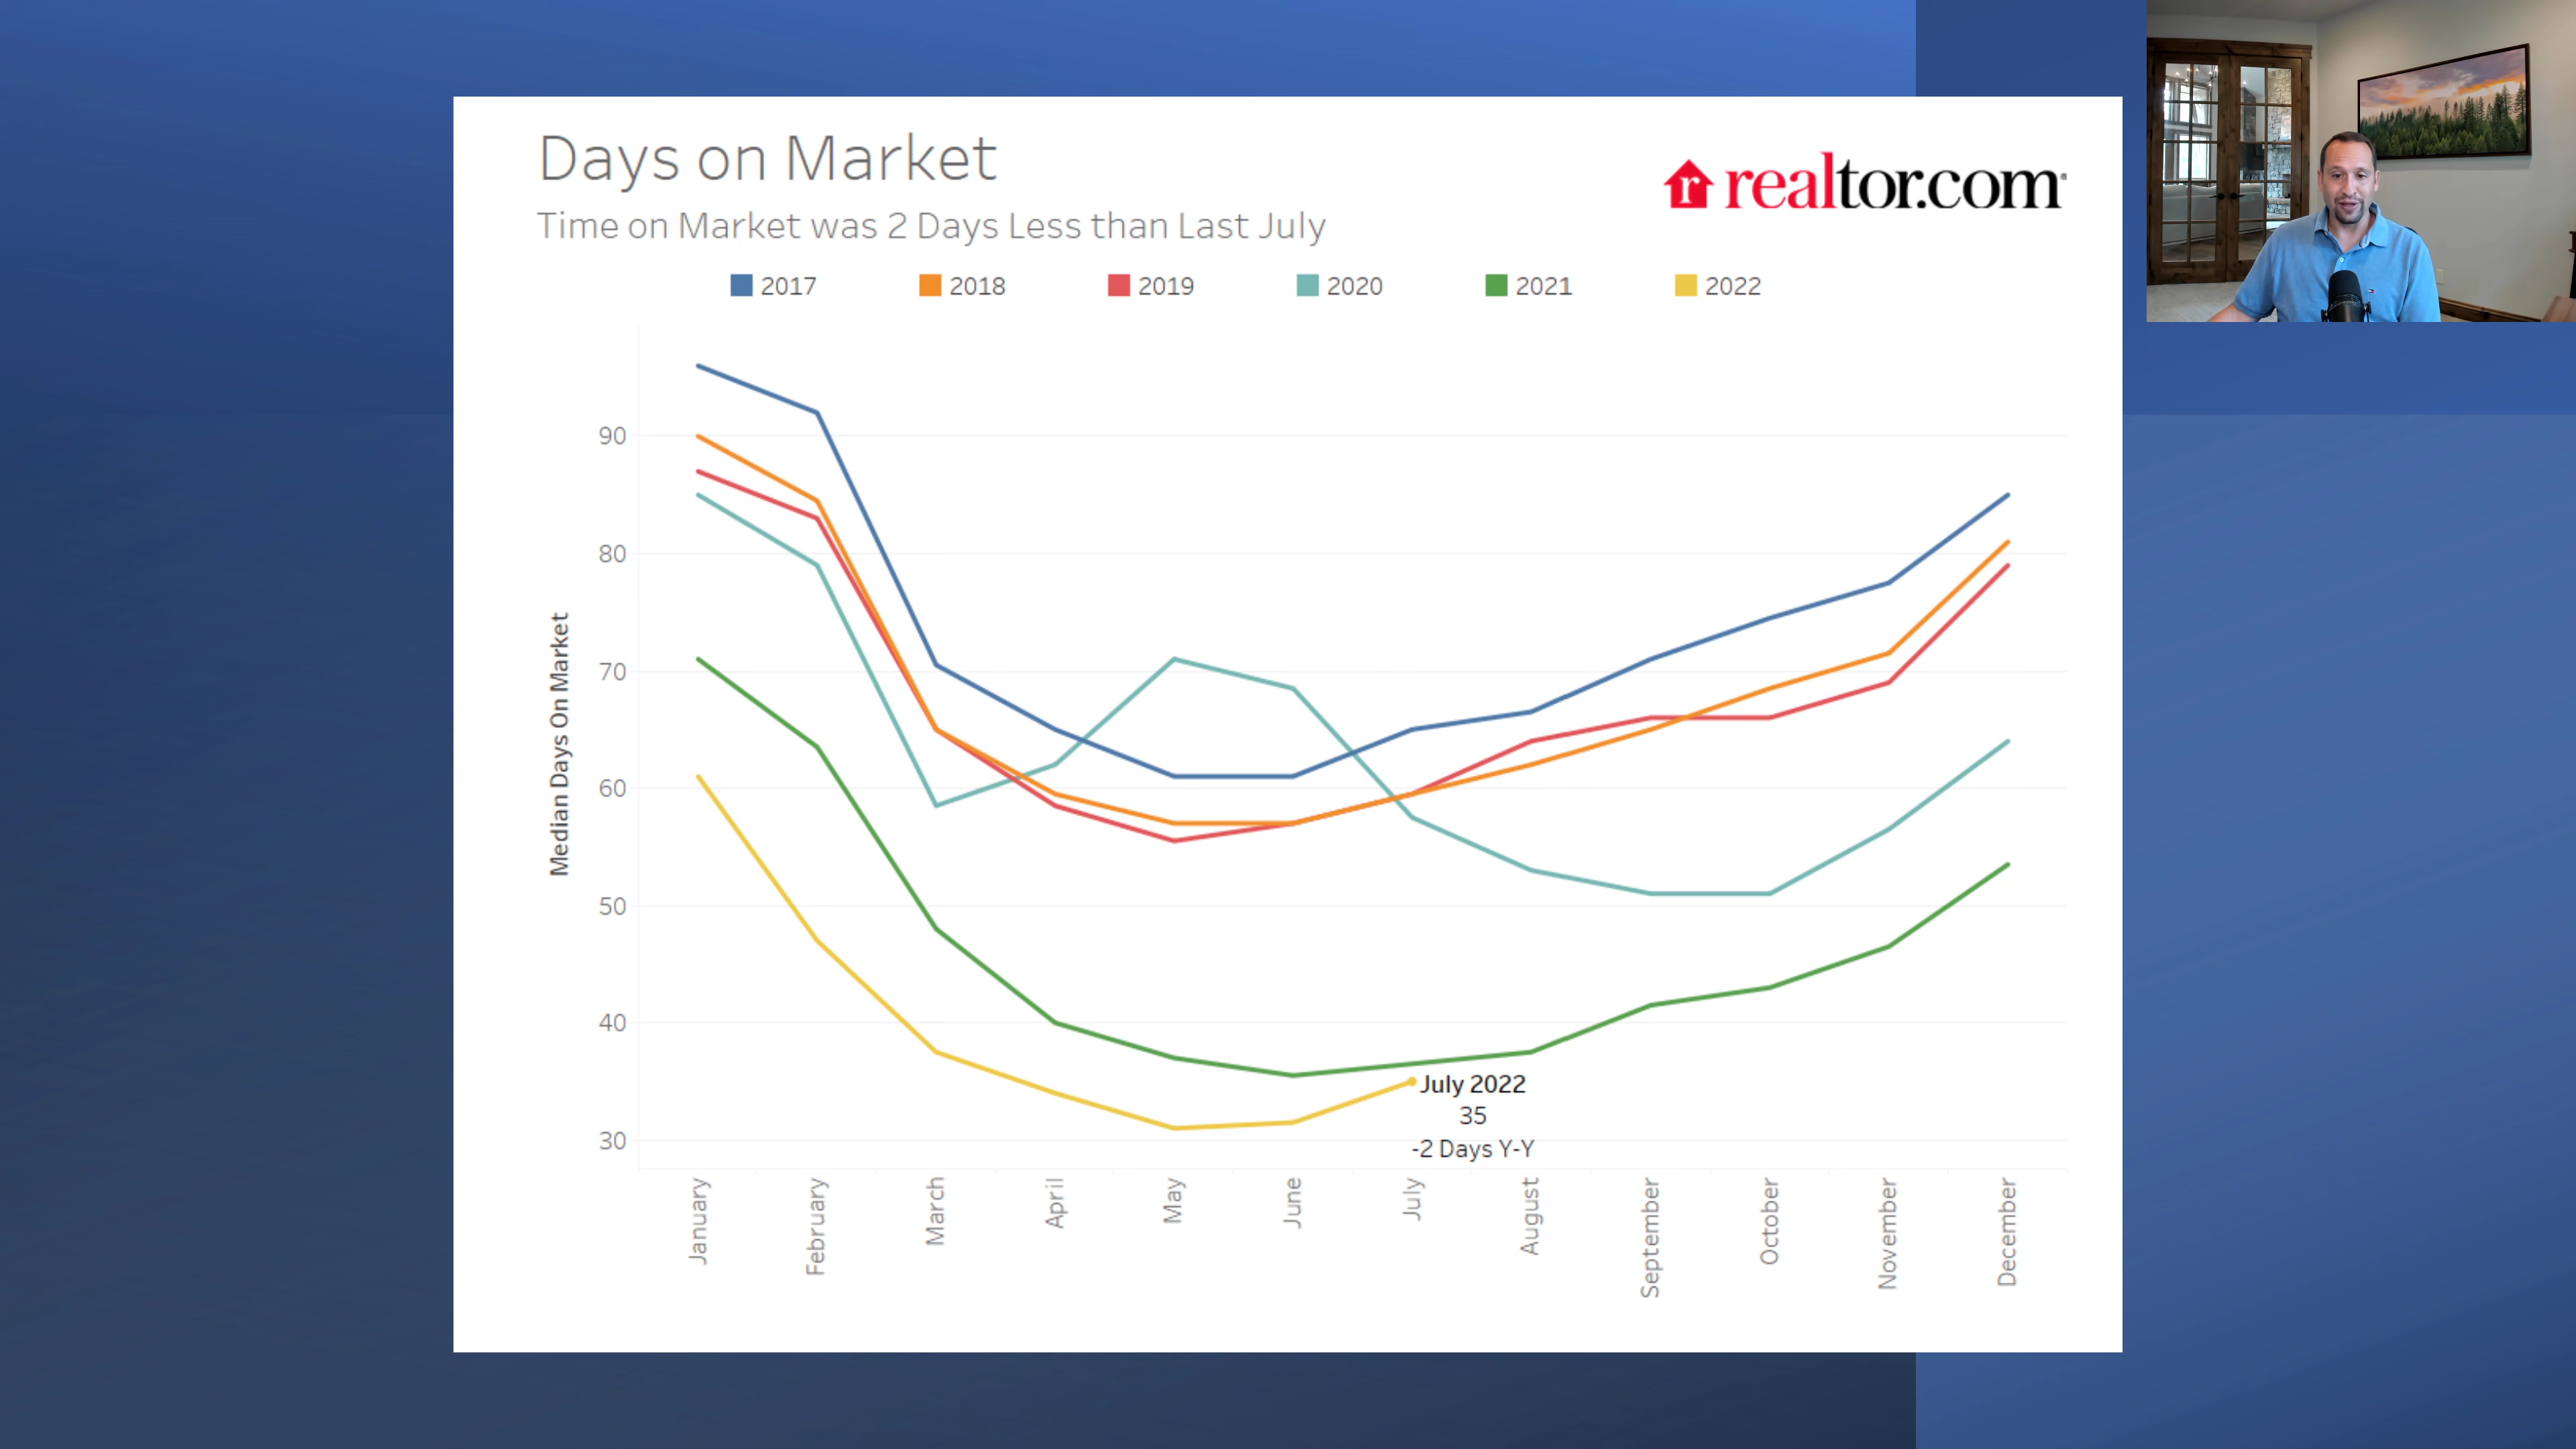 Days on Market
realtor.com
Time on Market was 2 Days Less than Last July
2017 2018 2019 2020 2021 2022
Median Days On Market
90
80
70
60
50
40
30
July 2022
35
-2 Days Y-Y
January
February
March
April
May
June
July
August
September
October
November
December